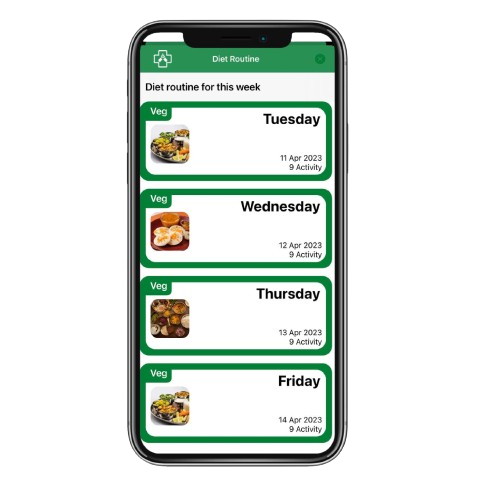 Diet Routine
Diet routine for this week
Veg
Tuesday
11 Apr 2023
9 Activity
Veg
Wednesday
12 Apr 2023
9 Activity
Veg
Thursday
13 Apr 2023
9 Activity
Veg
Friday
14 Apr 2023
9 Activity